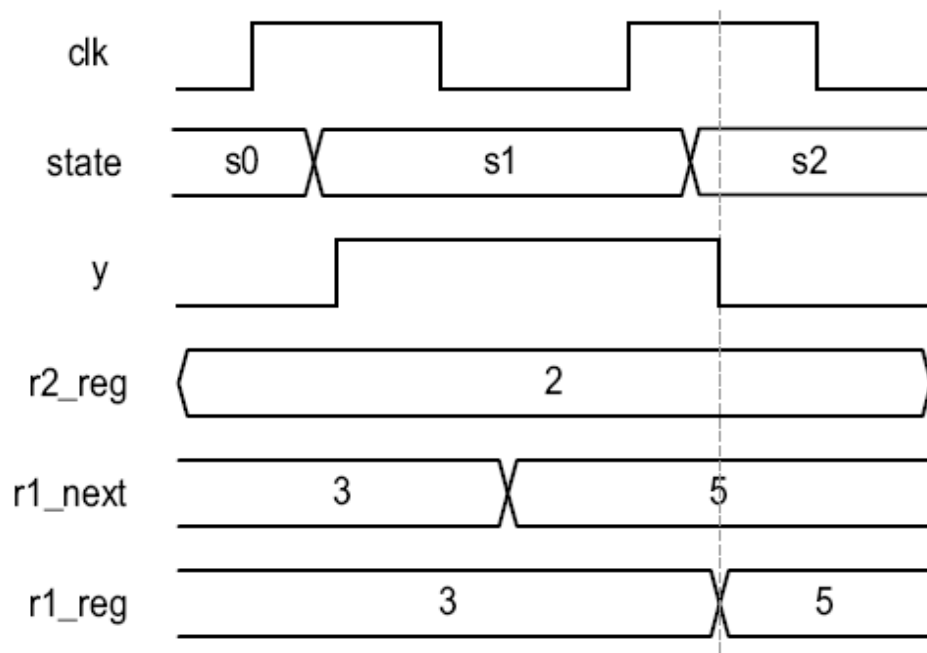 clk
state s0 s1 s2
y
r2_reg 2
r1_next 3 5
r1_reg 3 5